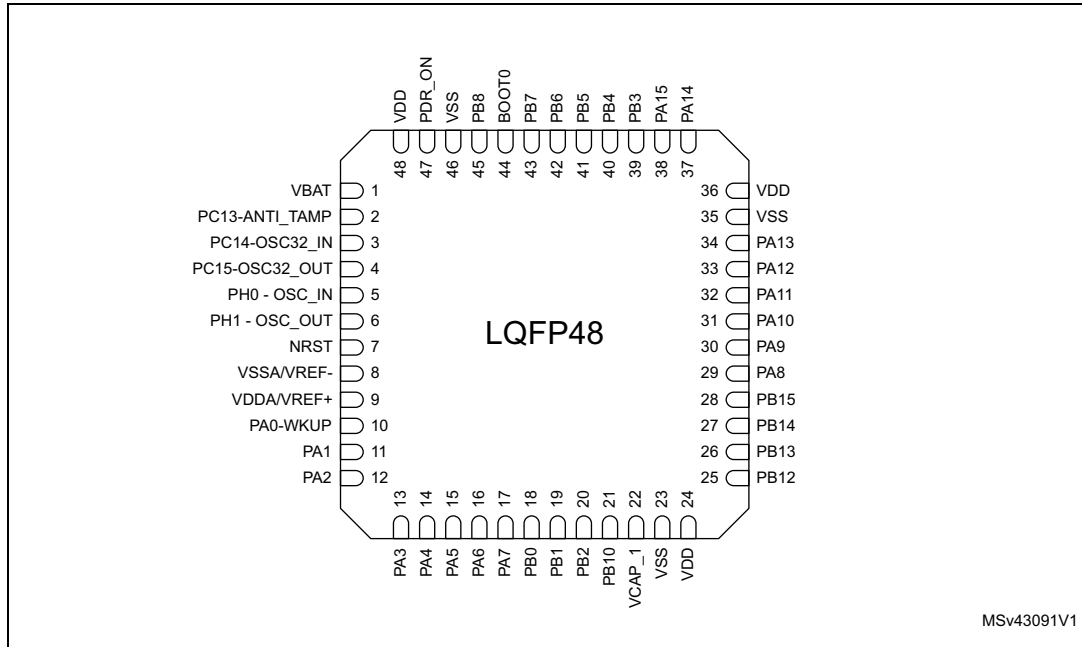 VDD
PDR_ON
VSS
PB8
BOOT0
PB7
PB6
PB5
PB4
PB3
PA15
PA14
48
47
46
45
44
43
42
41
40
39
38
37
VBAT 1
PC13-ANTI_TAMP 2
PC14-OSC32_IN 3
PC15-OSC32_OUT 4
PH0 - OSC_IN 5
PH1 - OSC_OUT 6
NRST 7
VSSA/VREF- 8
VDDA/VREF+ 9
PA0-WKUP 10
PA1 11
PA2 12
LQFP48
36 VDD
35 VSS
34 PA13
33 PA12
32 PA11
31 PA10
30 PA9
29 PA8
28 PB15
27 PB14
26 PB13
25 PB12
13
14
15
16
17
18
19
20
21
22
23
24
PA3
PA4
PA5
PA6
PA7
PB0
PB1
PB2
PB10
VCAP_1
VSS
VDD
MSv43091V1